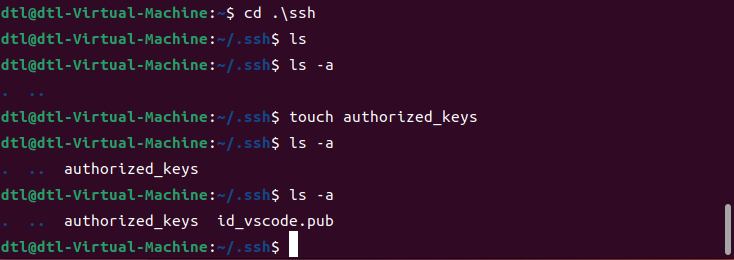 dtl@dtl-Virtual-Machine:~$ cd .\ssh
dtl@dtl-Virtual-Machine:~/.ssh$ ls
dtl@dtl-Virtual-Machine:~/.ssh$ ls -a
.  ..
dtl@dtl-Virtual-Machine:~/.ssh$ touch authorized_keys
dtl@dtl-Virtual-Machine:~/.ssh$ ls -a
.  ..  authorized_keys
dtl@dtl-Virtual-Machine:~/.ssh$ ls -a
.  ..  authorized_keys  id_vscode.pub
dtl@dtl-Virtual-Machine:~/.ssh$